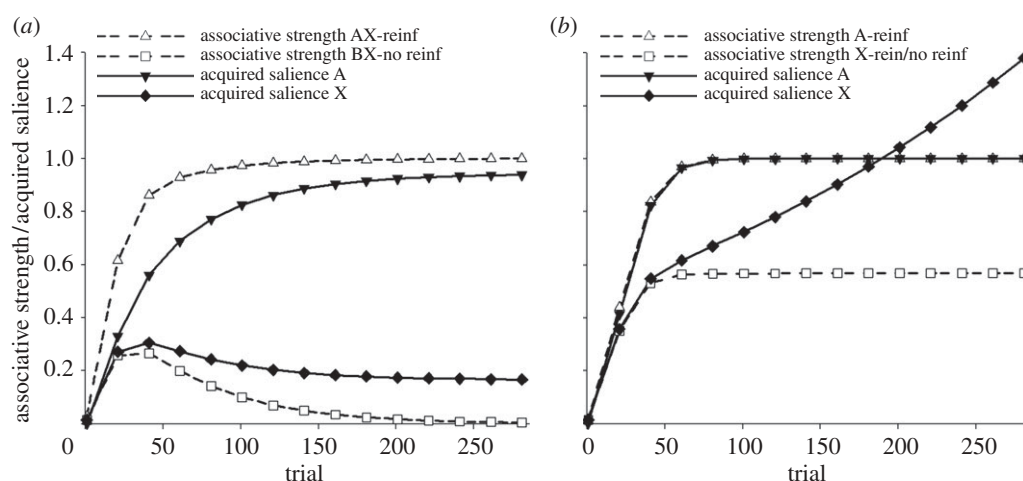 (a)
associative strength AX-reinf
associative strength BX-no reinf
acquired salience A
acquired salience X
1.4
1.2
1.0
0.8
0.6
0.4
0.2
0
50
100
150
200
250
trial
associative strength/acquired salience
(b)
associative strength A-reinf
associative strength X-rein/no reinf
acquired salience A
acquired salience X
0
50
100
150
200
250
trial